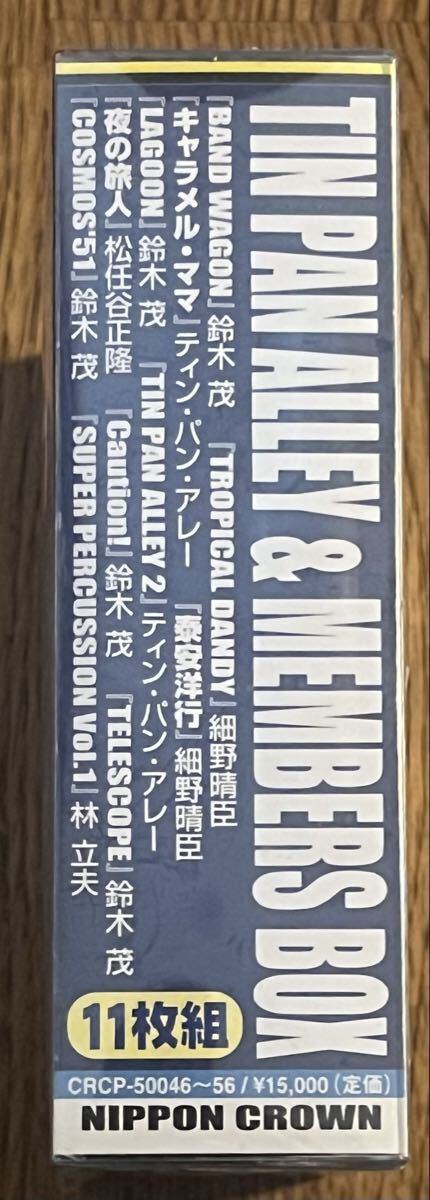 TIN PAN ALLEY & MEMBERS BOX
『BAND WAGON』鈴木 茂 『TROPICAL DANDY』細野晴臣
『キャラメル・ママ』ティン・パン・アレー 『泰安洋行』細野晴臣
『LAGOON』鈴木 茂 『TIN PAN ALLEY 2』ティン・パン・アレー
『夜の旅人』松任谷正隆 『Caution!』鈴木 茂 『TELESCOPE』鈴木 茂
『COSMOS'51』鈴木 茂 『SUPER PERCUSSION Vol.1』林 立夫
11枚組
CRCP-50046〜56 / ¥15,000 (定価)
NIPPON CROWN